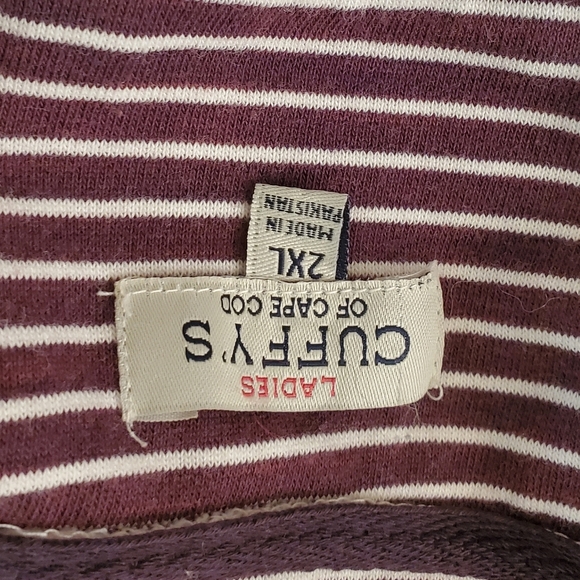 LADIES
CUFFY'S
OF CAPE COD
2XL
MADE IN
PAKISTAN